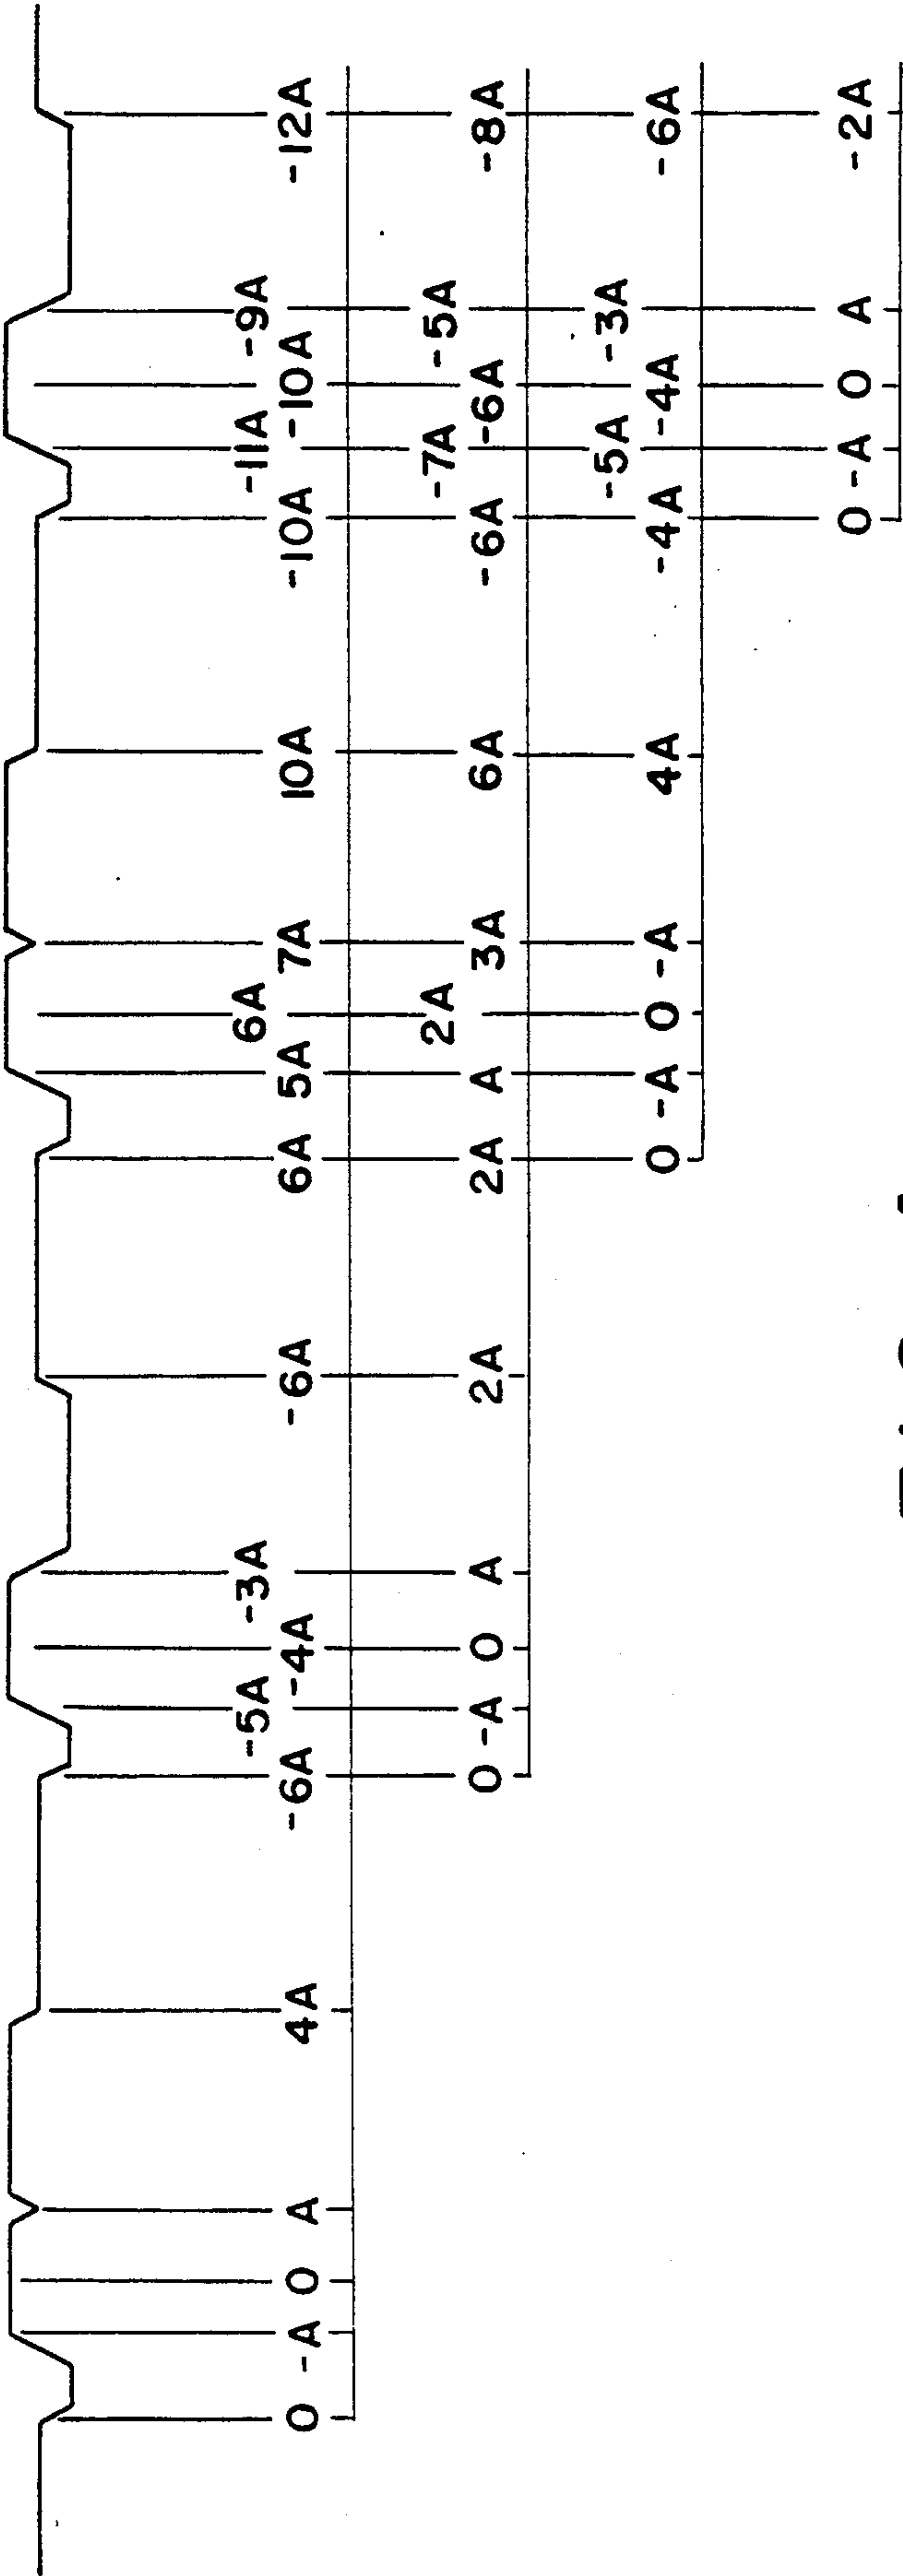 -5A -3A 6A -11A -9A
0 -A 0 A 4A -6A -4A -6A 6A 5A 7A 10A -10A -10A -12A
2A -7A -5A
0 -A 0 A 2A 2A A 3A 6A -6A -6A -8A
-5A -3A
0 -A 0 -A 4A -4A -4A -6A
0 -A 0 A -2A